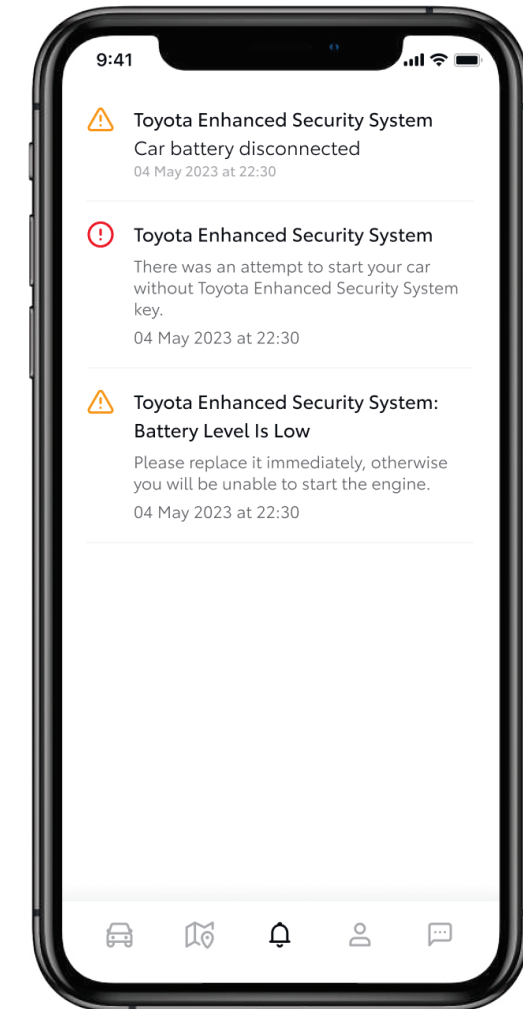 9:41
Toyota Enhanced Security System
Car battery disconnected
04 May 2023 at 22:30
Toyota Enhanced Security System
There was an attempt to start your car
without Toyota Enhanced Security System
key.
04 May 2023 at 22:30
Toyota Enhanced Security System:
Battery Level Is Low
Please replace it immediately, otherwise
you will be unable to start the engine.
04 May 2023 at 22:30